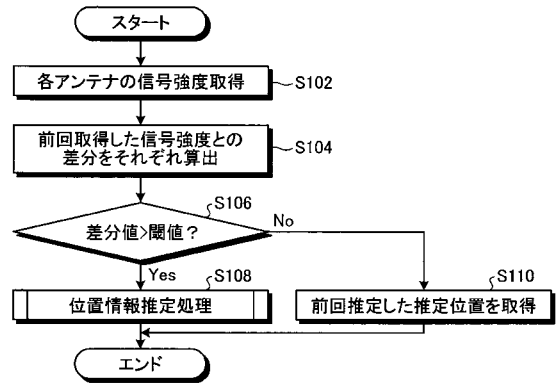 スタート
各アンテナの信号強度取得
S102
前回取得した信号強度との
差分をそれぞれ算出
S104
S106
差分値>閾値?
No
Yes
S108
位置情報推定処理
S110
前回推定した推定位置を取得
エンド